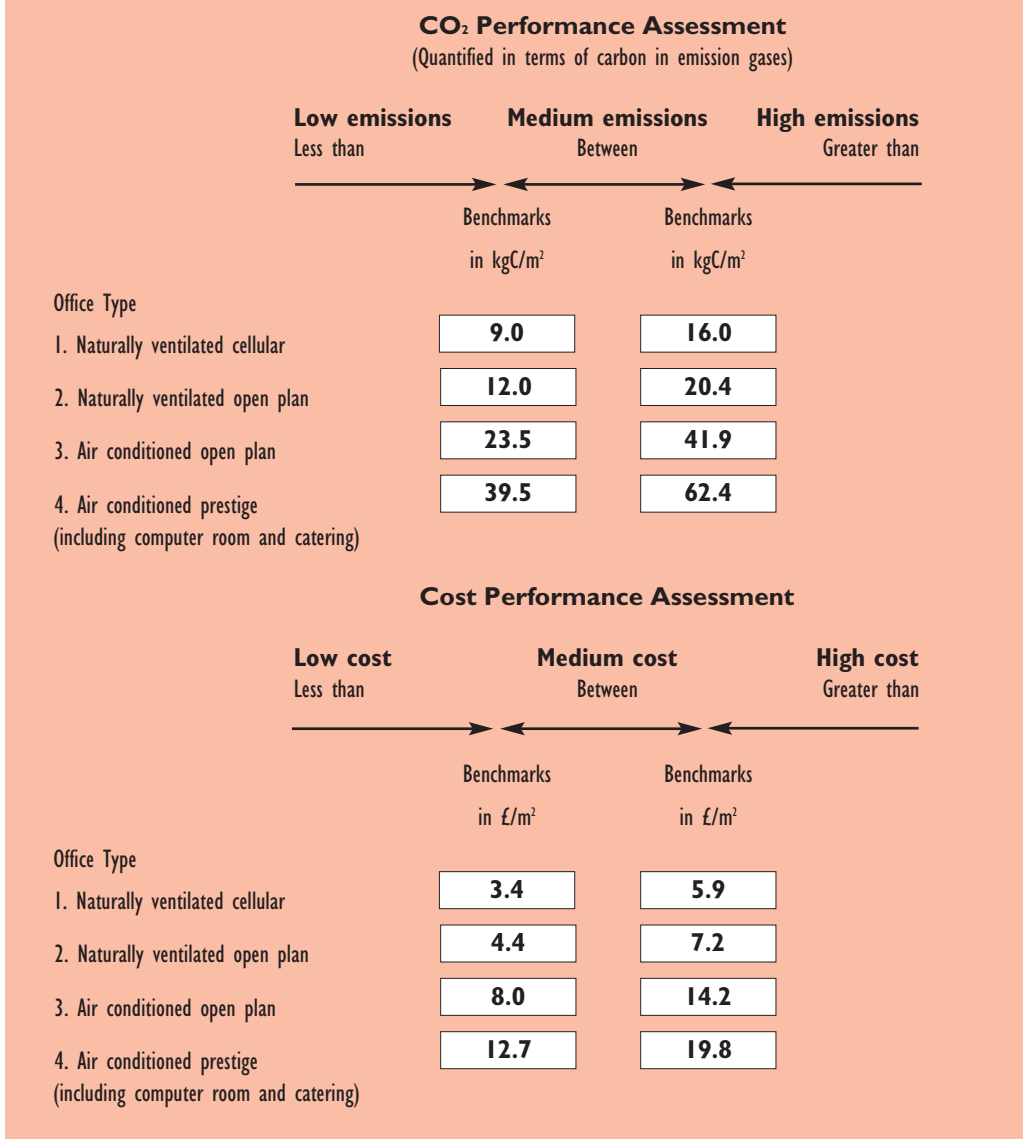 CO₂ Performance Assessment
(Quantified in terms of carbon in emission gases)
Low emissions Medium emissions High emissions
Less than Between Greater than
Benchmarks Benchmarks
in kgC/m² in kgC/m²
Office Type
1. Naturally ventilated cellular 9.0 16.0
2. Naturally ventilated open plan 12.0 20.4
3. Air conditioned open plan 23.5 41.9
4. Air conditioned prestige 39.5 62.4
(including computer room and catering)
Cost Performance Assessment
Low cost Medium cost High cost
Less than Between Greater than
Benchmarks Benchmarks
in £/m² in £/m²
Office Type
1. Naturally ventilated cellular 3.4 5.9
2. Naturally ventilated open plan 4.4 7.2
3. Air conditioned open plan 8.0 14.2
4. Air conditioned prestige 12.7 19.8
(including computer room and catering)